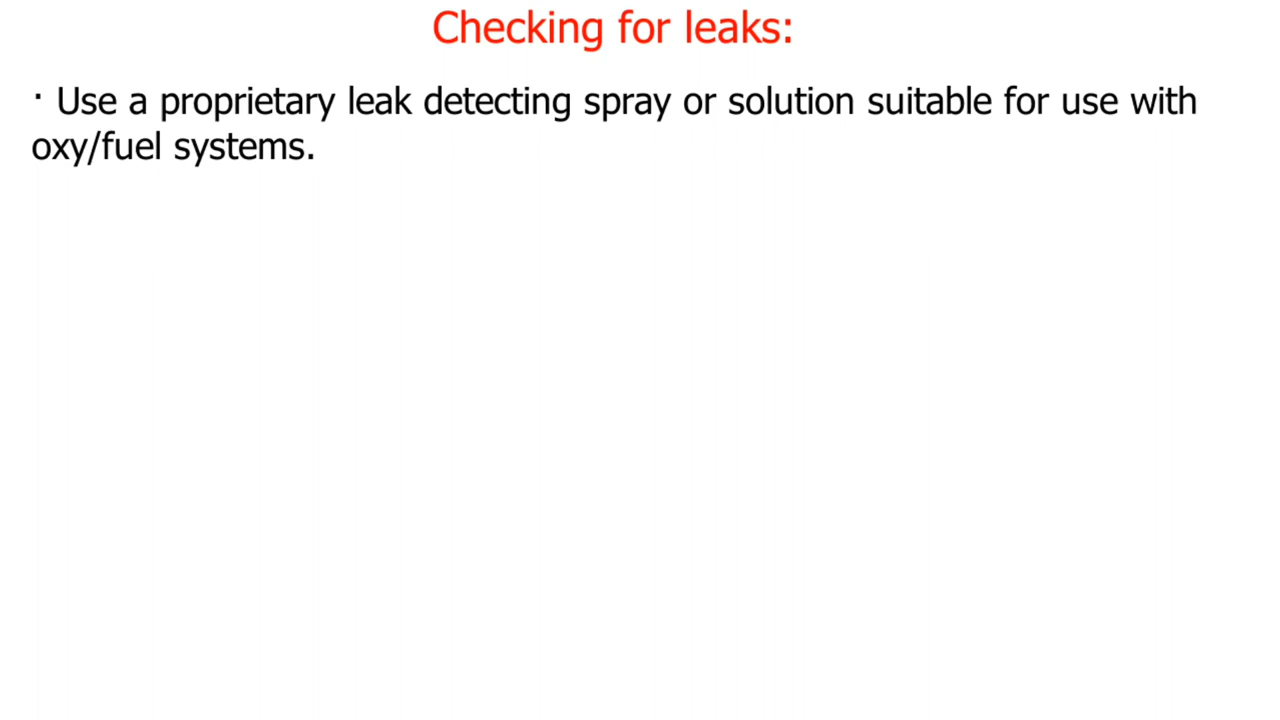 Checking for leaks:
· Use a proprietary leak detecting spray or solution suitable for use with
oxy/fuel systems.